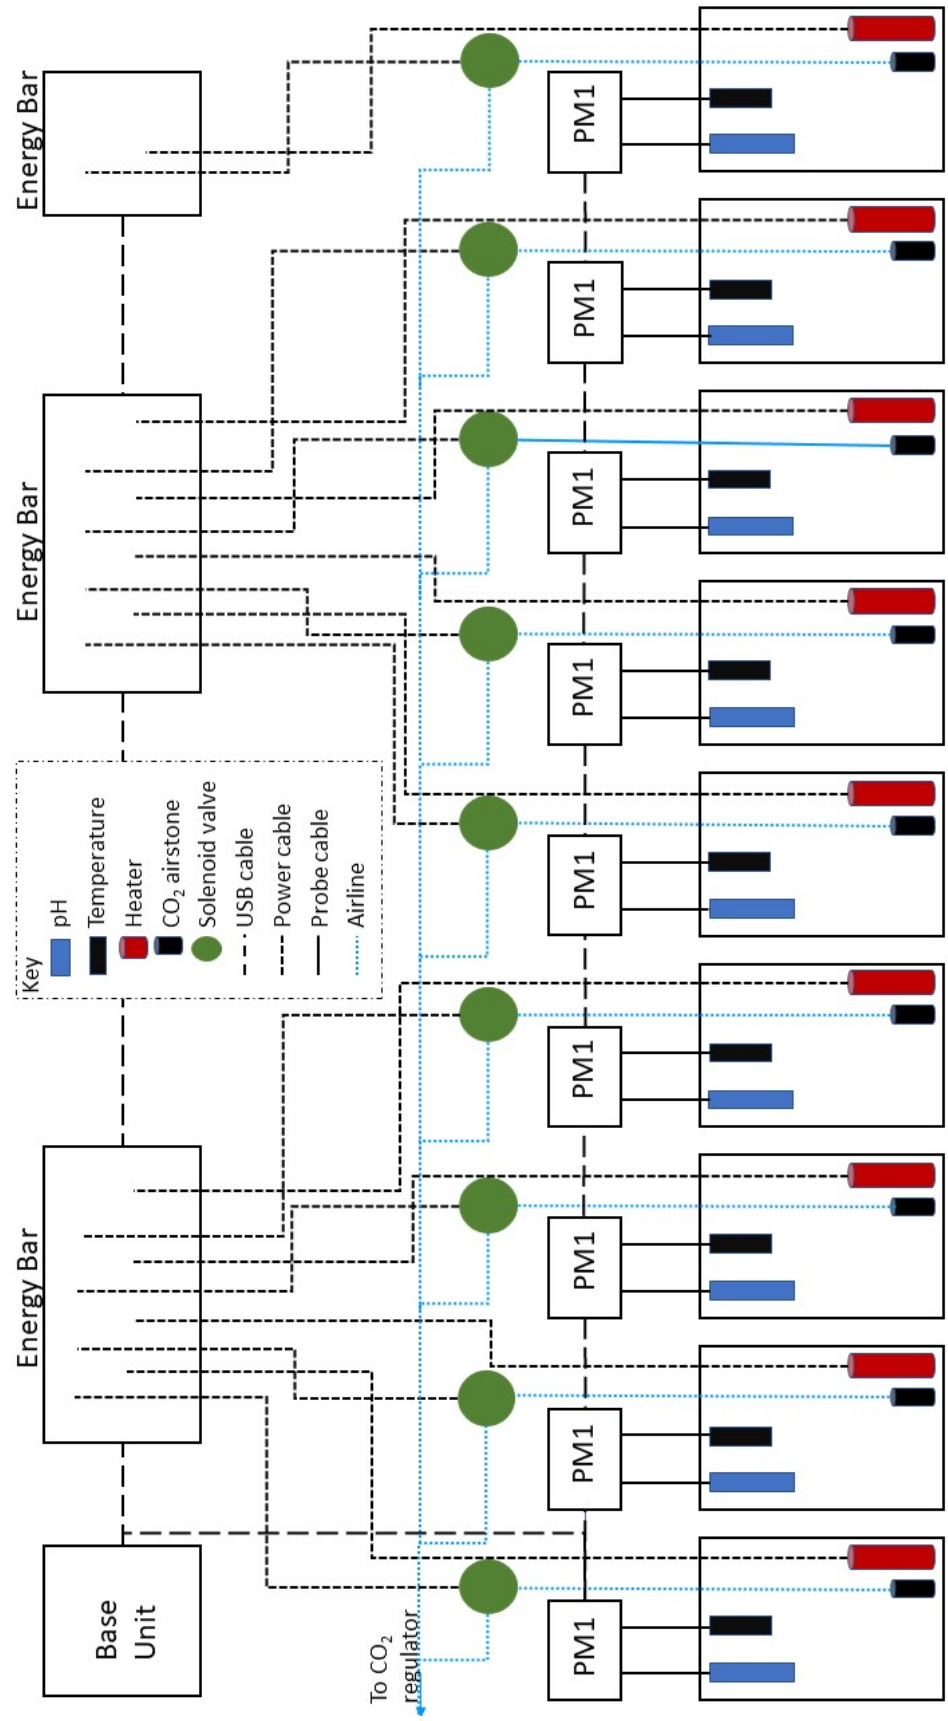 Base
Unit
Energy Bar
Energy Bar
Energy Bar
Key
pH
Temperature
Heater
CO₂ airstone
Solenoid valve
USB cable
Power cable
Probe cable
Airline
To CO₂
regulator
PM1
PM1
PM1
PM1
PM1
PM1
PM1
PM1
PM1